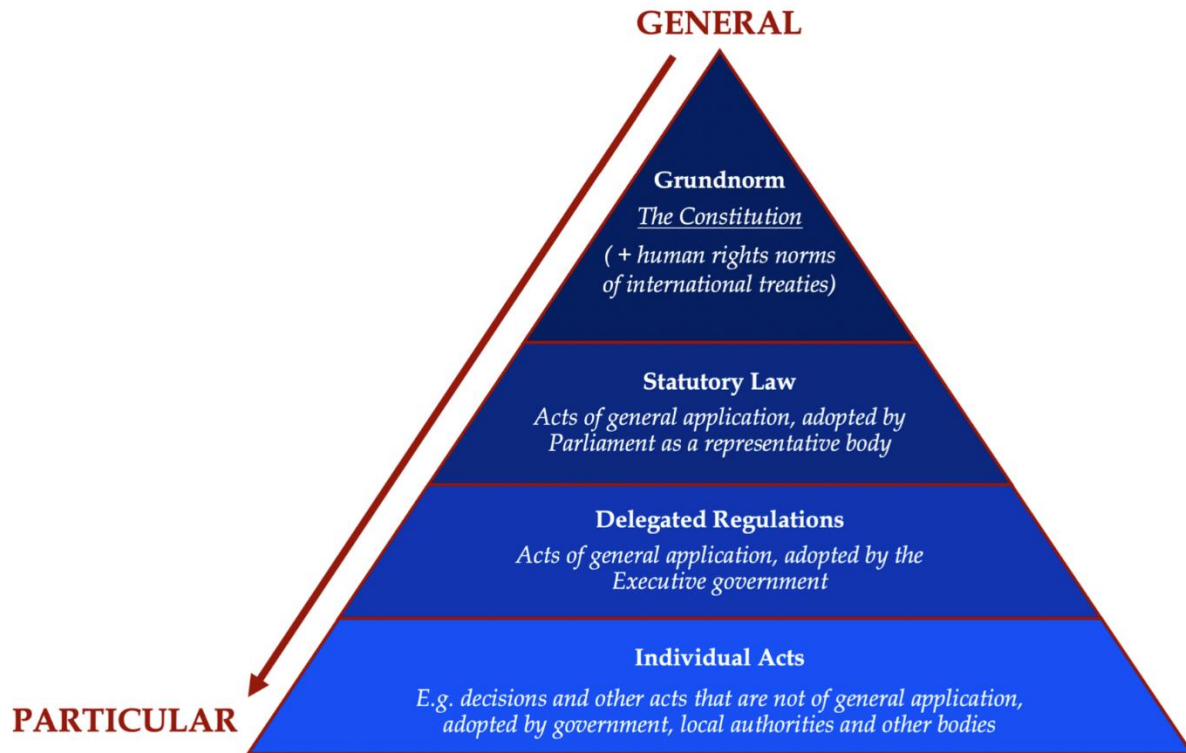 GENERAL
Grundnorm
The Constitution
( + human rights norms
of international treaties)
Statutory Law
Acts of general application, adopted by
Parliament as a representative body
Delegated Regulations
Acts of general application, adopted by the
Executive government
Individual Acts
E.g. decisions and other acts that are not of general application,
adopted by government, local authorities and other bodies
PARTICULAR